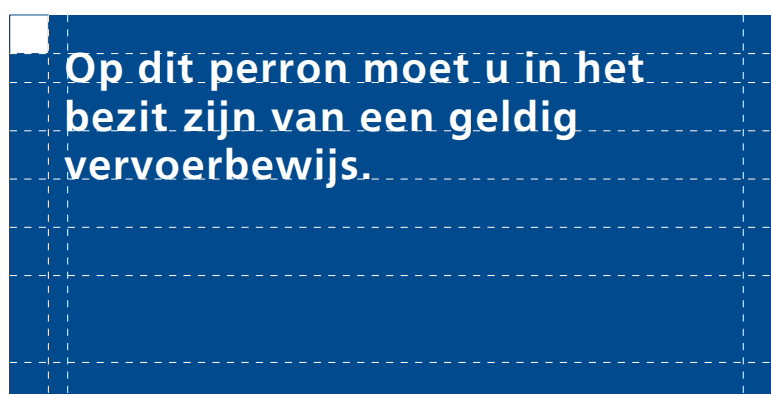 Op dit perron moet u in het
bezit zijn van een geldig
vervoerbewijs.